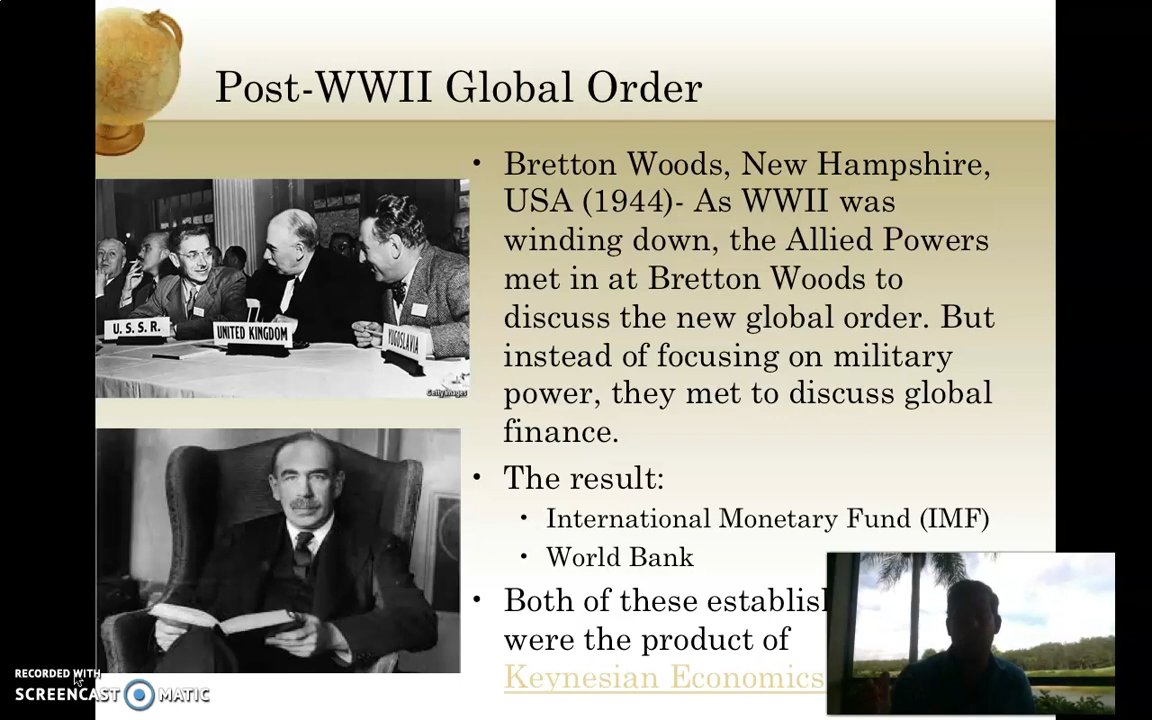 Post-WWII Global Order
• Bretton Woods, New Hampshire,
USA (1944)- As WWII was
winding down, the Allied Powers
met in at Bretton Woods to
discuss the new global order. But
instead of focusing on military
power, they met to discuss global
finance.
• The result:
• International Monetary Fund (IMF)
• World Bank
• Both of these establish
were the product of
Keynesian Economics
U.S.S.R.
UNITED KINGDOM
YUGOSLAVIA
GettyImages
RECORDED WITH
SCREENCAST MATIC